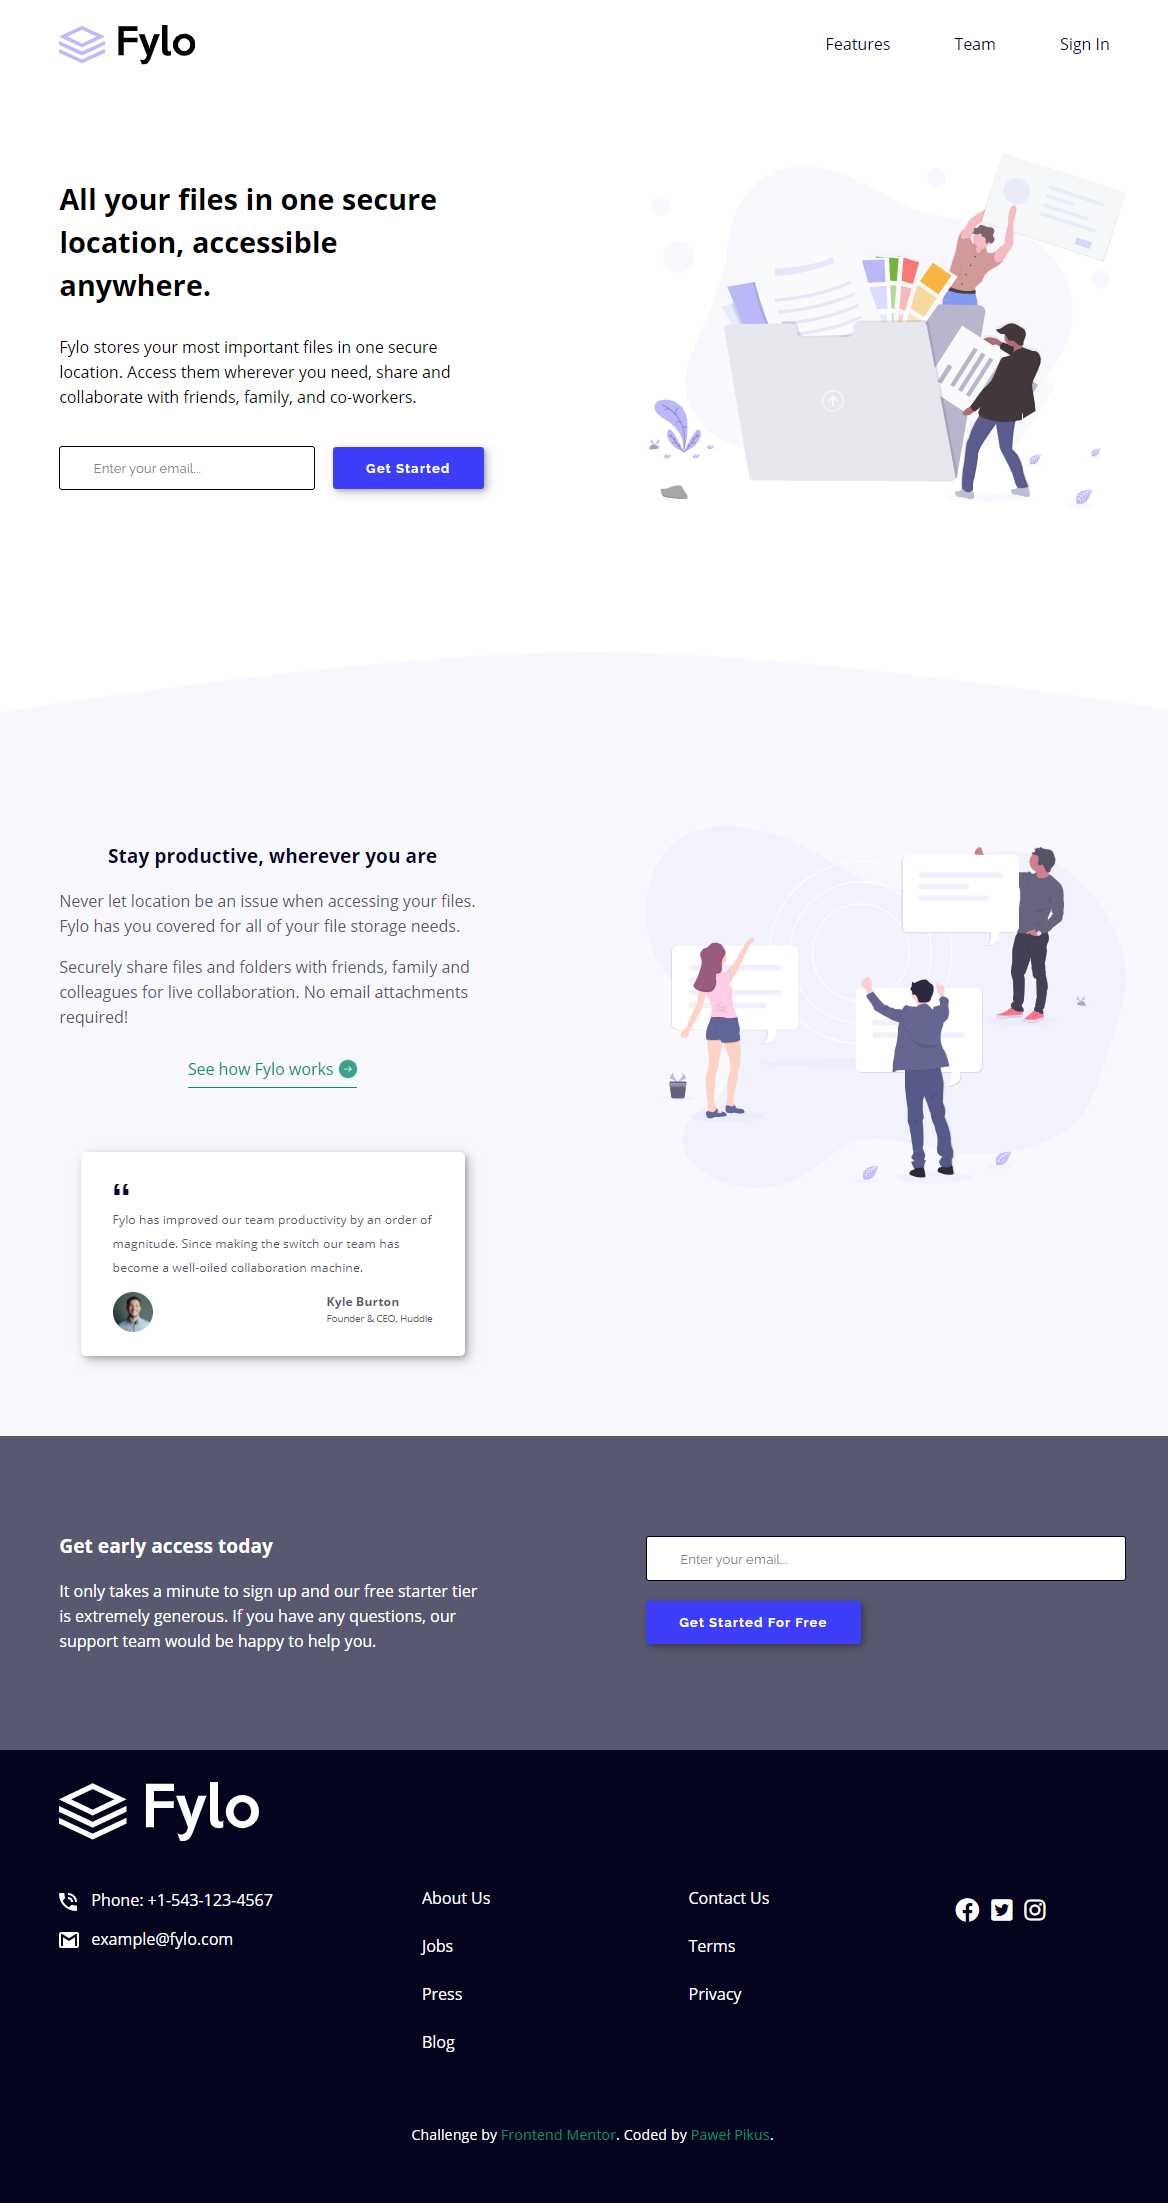 Fylo
Features Team Sign In
All your files in one secure
location, accessible
anywhere.
Fylo stores your most important files in one secure
location. Access them wherever you need, share and
collaborate with friends, family, and co-workers.
Enter your email...
Get Started
Stay productive, wherever you are
Never let location be an issue when accessing your files.
Fylo has you covered for all of your file storage needs.
Securely share files and folders with friends, family and
colleagues for live collaboration. No email attachments
required!
See how Fylo works
“
Fylo has improved our team productivity by an order of
magnitude. Since making the switch our team has
become a well-oiled collaboration machine.
Kyle Burton
Founder & CEO, Huddle
Get early access today
It only takes a minute to sign up and our free starter tier
is extremely generous. If you have any questions, our
support team would be happy to help you.
Enter your email...
Get Started For Free
Fylo
Phone: +1-543-123-4567
example@fylo.com
About Us
Jobs
Press
Blog
Contact Us
Terms
Privacy
Challenge by Frontend Mentor. Coded by Paweł Pikus.